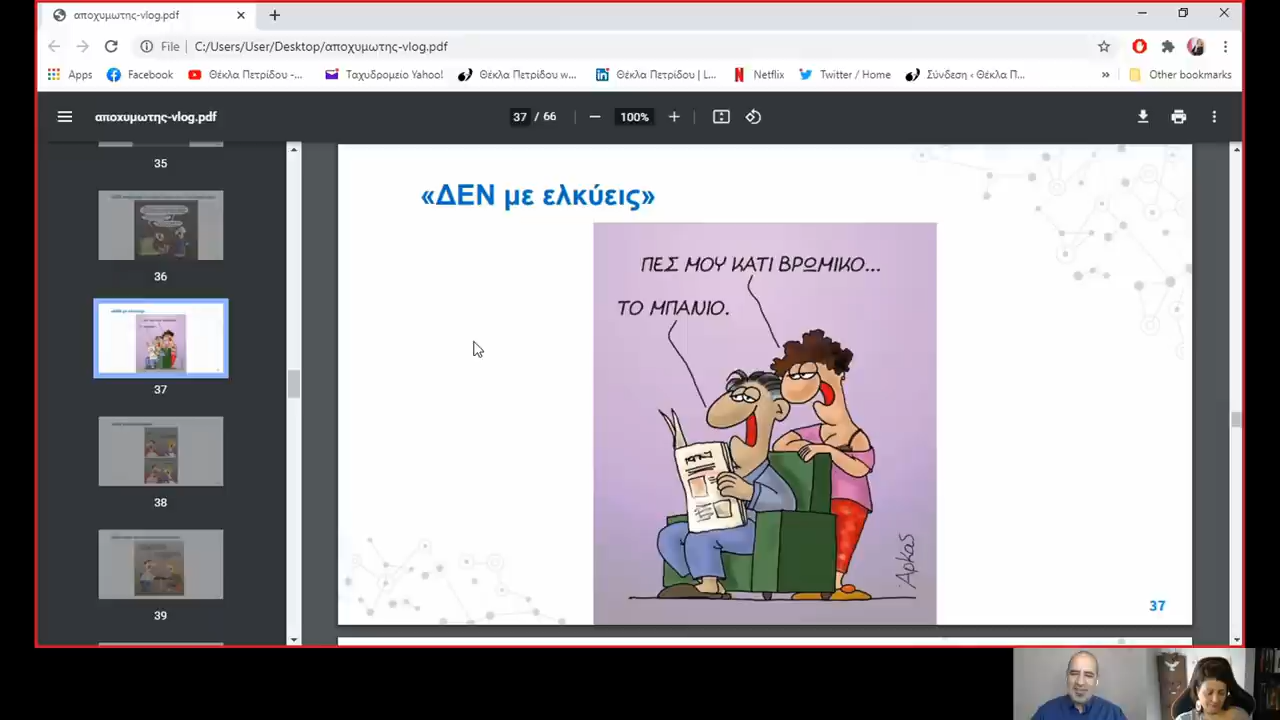 αποχυμωτης-vlog.pdf
File
C:/Users/User/Desktop/αποχυμωτης-vlog.pdf
Apps
Facebook
Θέκλα Πετρίδου -...
Ταχυδρομείο Yahoo!
Θέκλα Πετρίδου w...
Θέκλα Πετρίδου | L...
Netflix
Twitter / Home
Σύνδεση ‹ Θέκλα Π...
»
Other bookmarks
αποχυμωτης-vlog.pdf
37 / 66
100%
35
36
37
38
39
«ΔΕΝ με ελκύεις»
ΠΕΣ ΜΟΥ ΚΑΤΙ ΒΡΩΜΙΚΟ...
ΤΟ ΜΠΑΝΙΟ.
Αρκάς
37